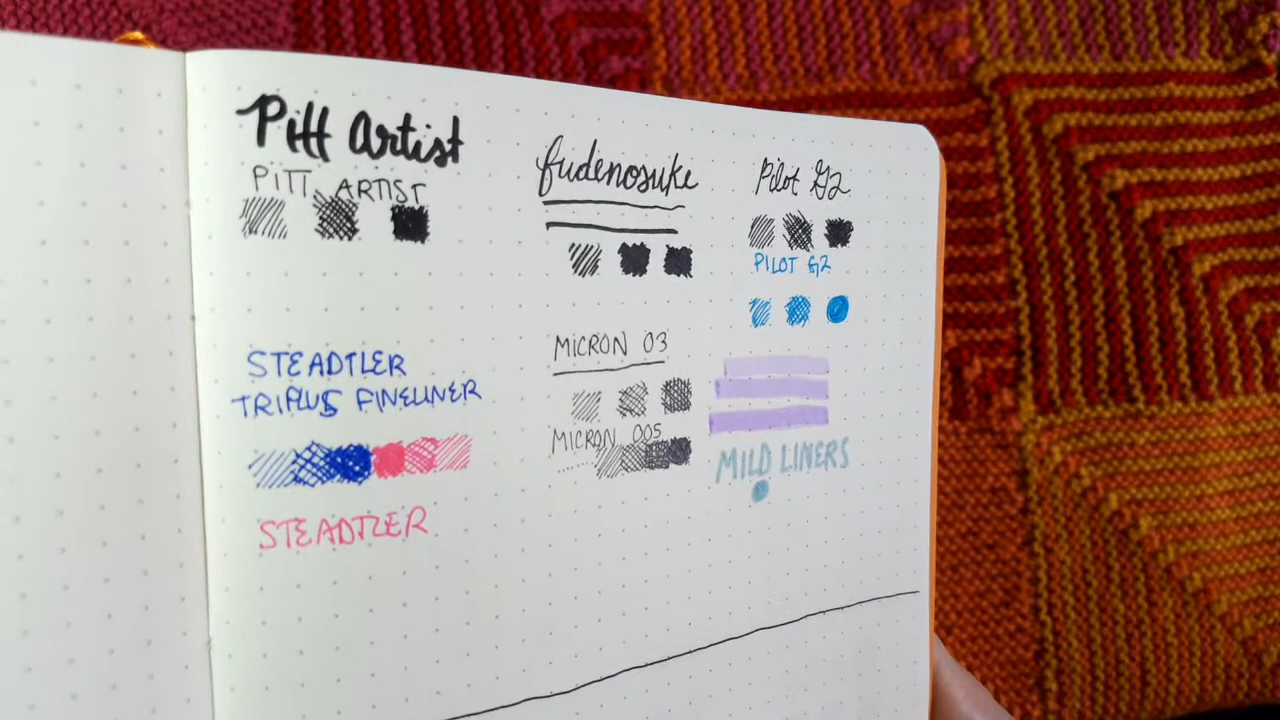 Pitt Artist
PITT ARTIST
STEADTLER
TRIPLUS FINELINER
STEADTLER
fudenosuke
MICRON 03
MICRON 005
Pilot G2
PILOT G2
MILD LINERS